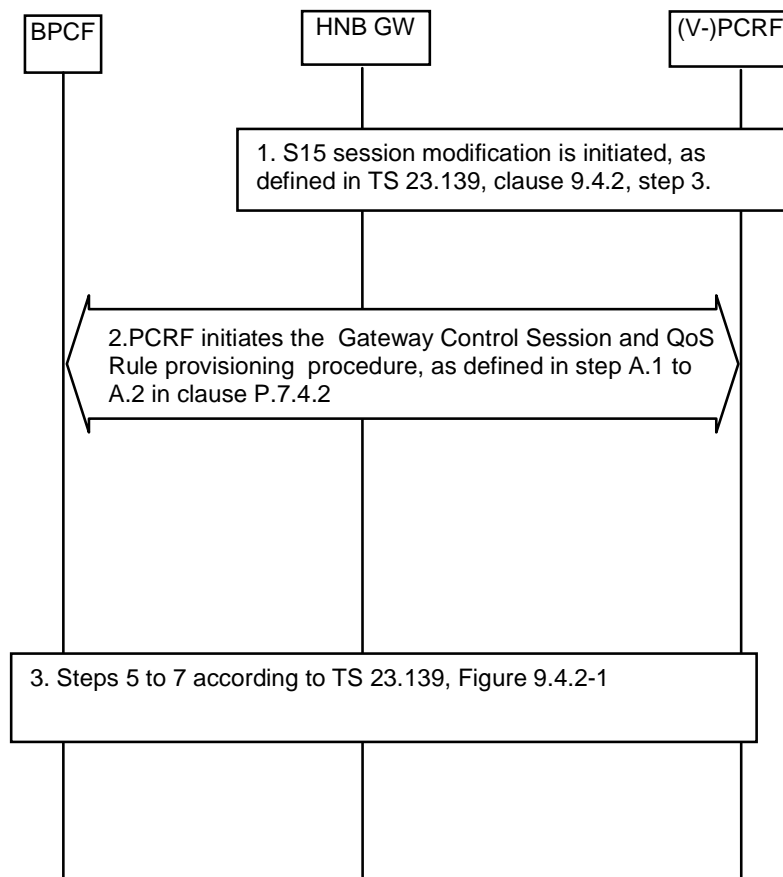 BPCF
HNB GW
(V-)PCRF
1. S15 session modification is initiated, as
defined in TS 23.139, clause 9.4.2, step 3.
2.PCRF initiates the Gateway Control Session and QoS
Rule provisioning procedure, as defined in step A.1 to
A.2 in clause P.7.4.2
3. Steps 5 to 7 according to TS 23.139, Figure 9.4.2-1